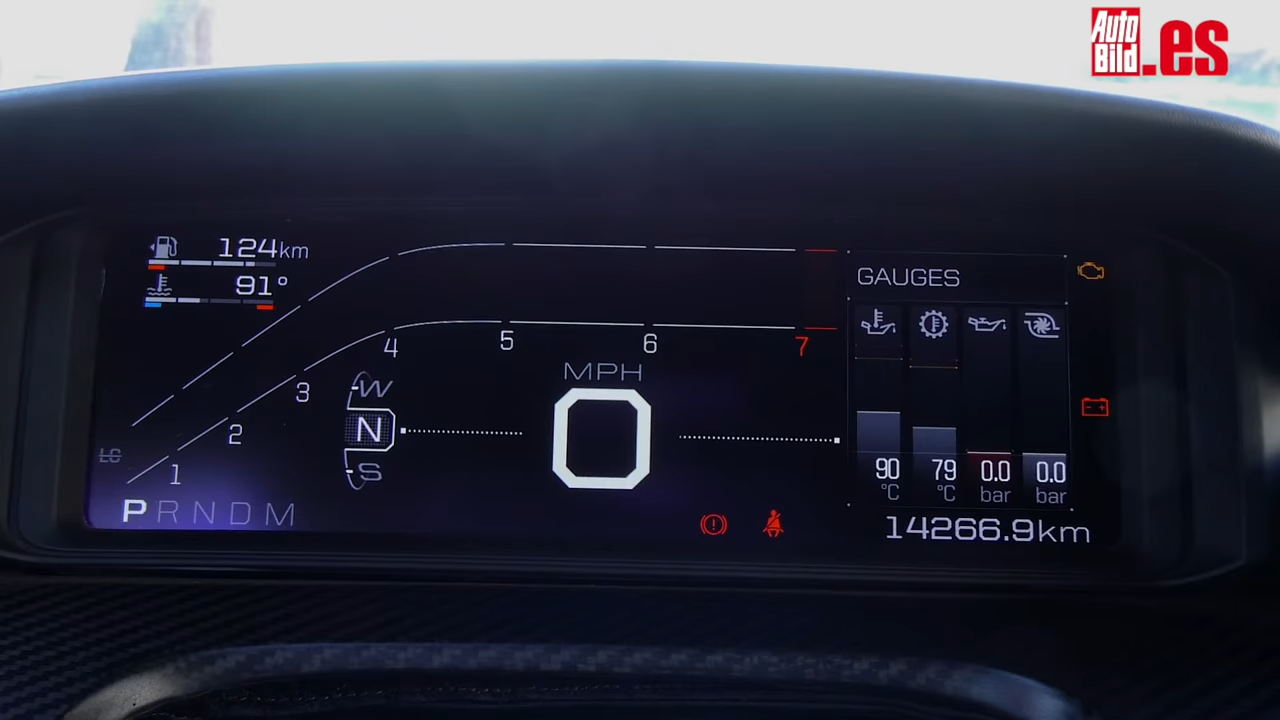 Auto
Bild
.es
124km
91°
GAUGES
4 5 6 7
3
2
1
MPH
0
W
N
S
LC
90 79 0.0 0.0
°C °C bar bar
P R N D M
14266.9km